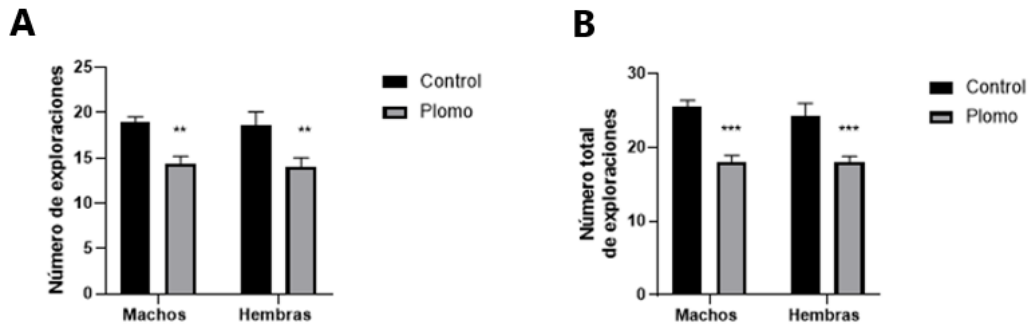 A
Número de exploraciones
25
20
15
10
5
0
**
**
Machos
Hembras
Control
Plomo
B
Número total
de exploraciones
30
20
10
0
***
***
Machos
Hembras
Control
Plomo